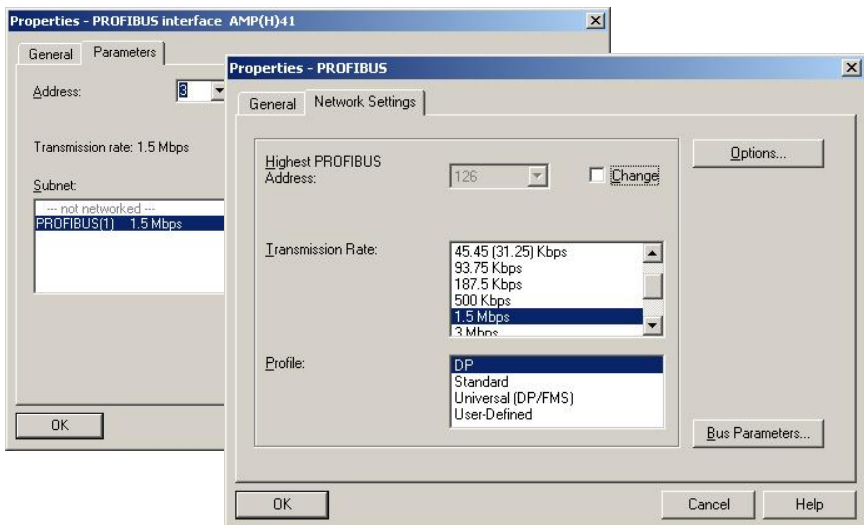 Properties - PROFIBUS interface AMP(H)41
General Parameters
Address: 3
Transmission rate: 1.5 Mbps
Subnet:
--- not networked ---
PROFIBUS(1) 1.5 Mbps
OK
Properties - PROFIBUS
General Network Settings
Highest PROFIBUS
Address: 126 Change
Options...
Transmission Rate:
45.45 (31.25) Kbps
93.75 Kbps
187.5 Kbps
500 Kbps
1.5 Mbps
3 Mbps
Profile:
DP
Standard
Universal (DP/FMS)
User-Defined
Bus Parameters...
OK Cancel Help